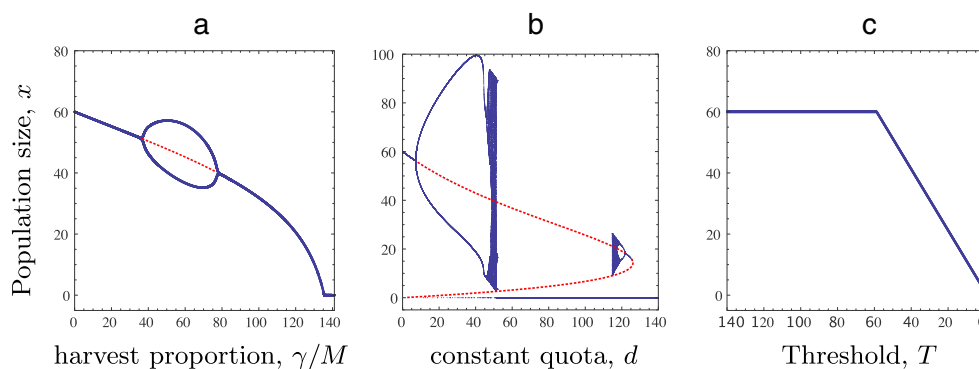 a
b
c
Population size, x
80
60
40
20
0
0 20 40 60 80 100 120 140
harvest proportion, γ/M
100
80
60
40
20
0
0 20 40 60 80 100 120 140
constant quota, d
80
60
40
20
0
140 120 100 80 60 40 20 0
Threshold, T